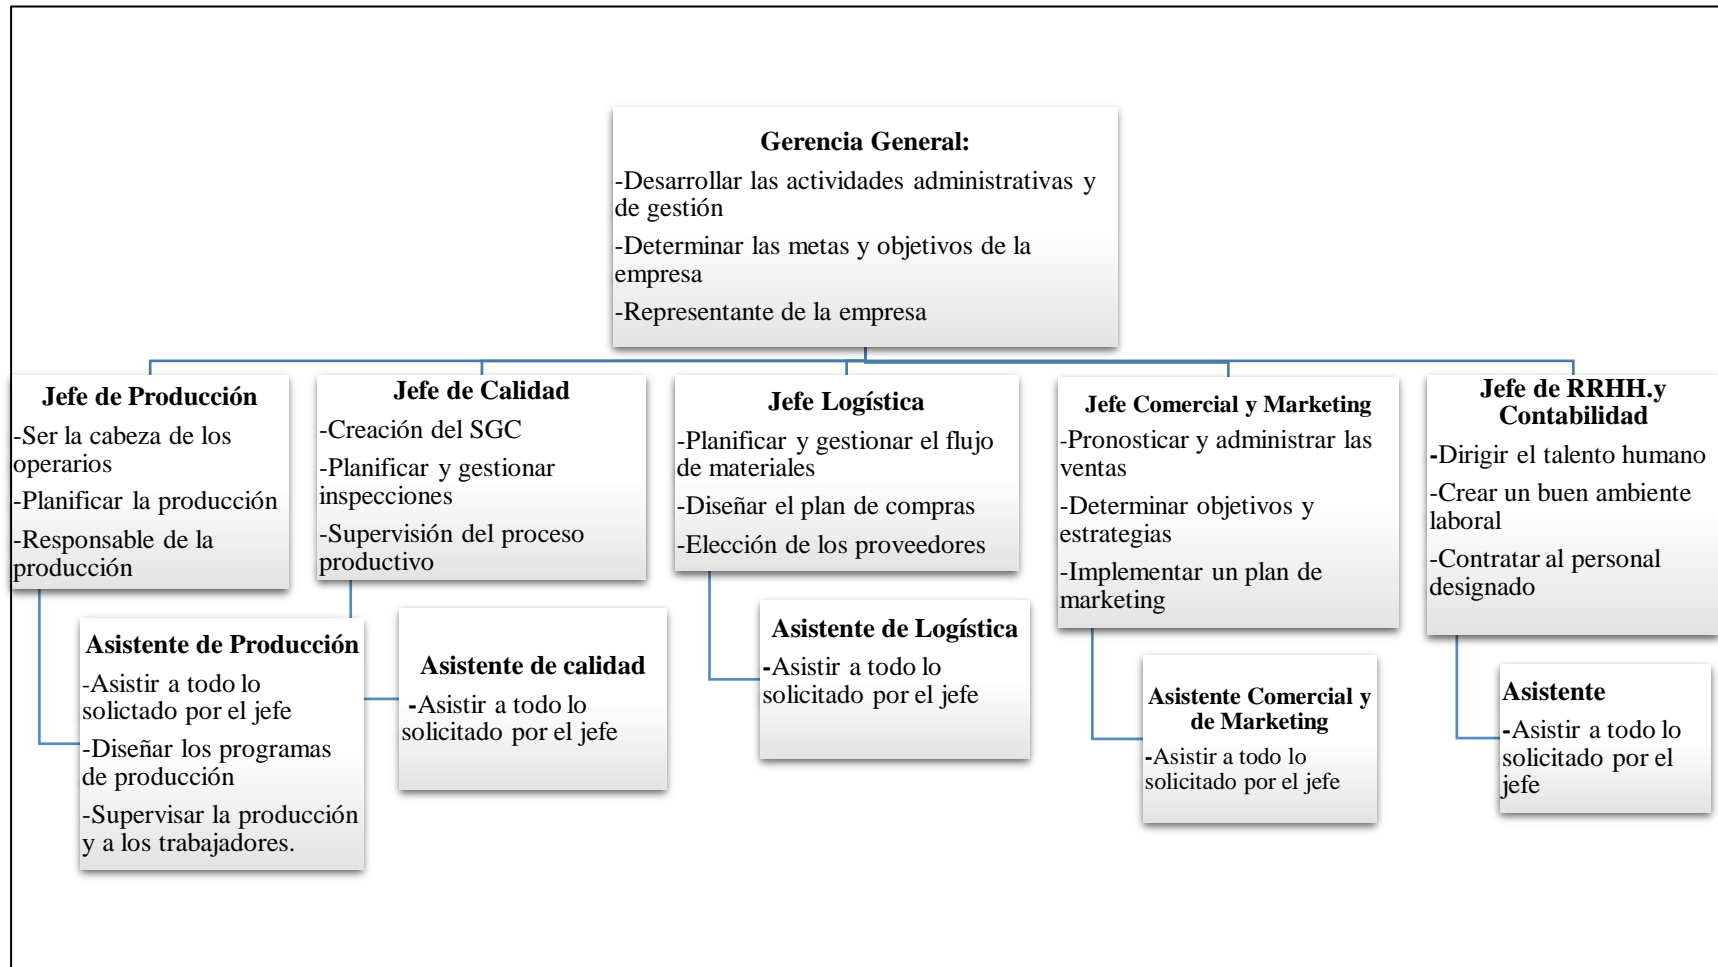 Gerencia General:
-Desarrollar las actividades administrativas y
de gestión
-Determinar las metas y objetivos de la
empresa
-Representante de la empresa
Jefe de Producción
-Ser la cabeza de los
operarios
-Planificar la producción
-Responsable de la
producción
Jefe de Calidad
-Creación del SGC
-Planificar y gestionar
inspecciones
-Supervisión del proceso
productivo
Jefe Logística
-Planificar y gestionar el flujo
de materiales
-Diseñar el plan de compras
-Elección de los proveedores
Jefe Comercial y Marketing
-Pronosticar y administrar las
ventas
-Determinar objetivos y
estrategias
-Implementar un plan de
marketing
Jefe de RRHH.y
Contabilidad
-Dirigir el talento humano
-Crear un buen ambiente
laboral
-Contratar al personal
designado
Asistente de Producción
-Asistir a todo lo
solictado por el jefe
-Diseñar los programas
de producción
-Supervisar la producción
y a los trabajadores.
Asistente de calidad
-Asistir a todo lo
solicitado por el jefe
Asistente de Logística
-Asistir a todo lo
solicitado por el jefe
Asistente Comercial y
de Marketing
-Asistir a todo lo
solicitado por el jefe
Asistente
-Asistir a todo lo
solicitado por el
jefe